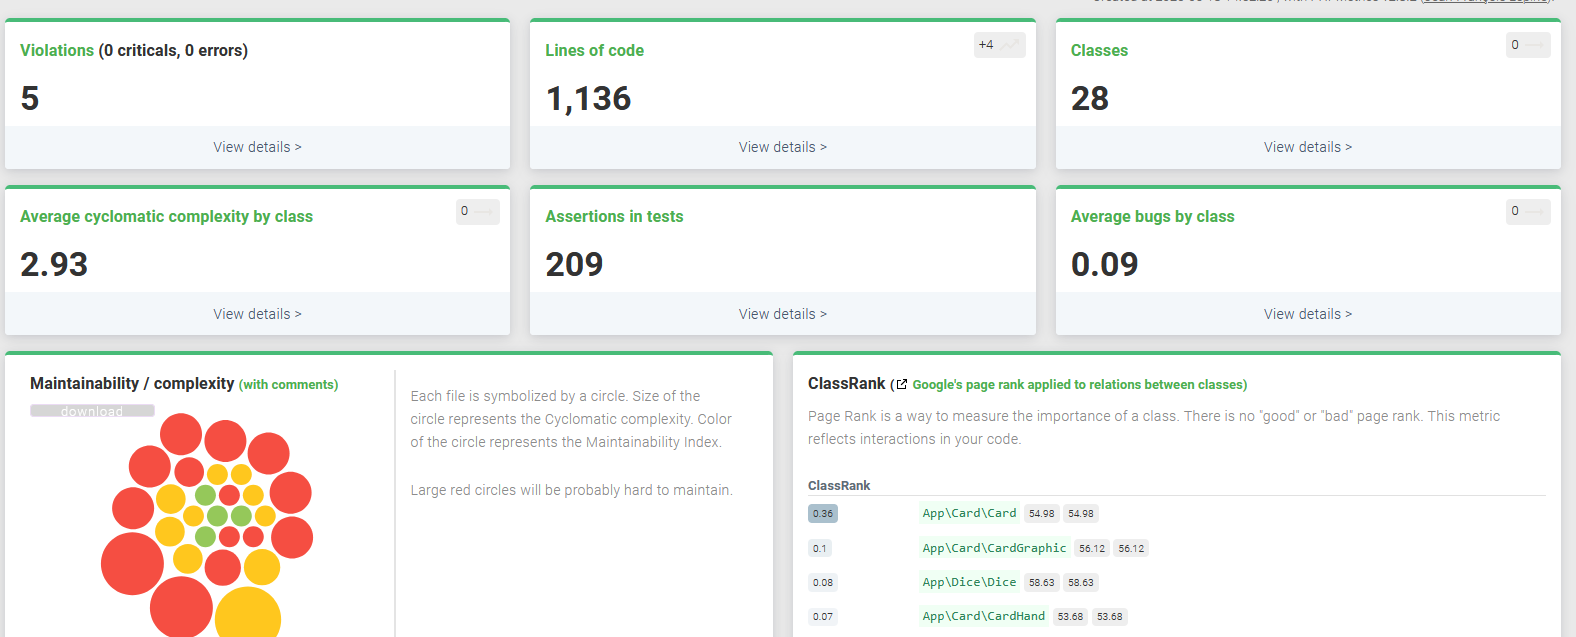 Violations (0 criticals, 0 errors)
5
View details >
Lines of code
+4
1,136
View details >
Classes
0
28
View details >
Average cyclomatic complexity by class
0
2.93
View details >
Assertions in tests
209
View details >
Average bugs by class
0
0.09
View details >
Maintainability / complexity (with comments)
download
Each file is symbolized by a circle. Size of the
circle represents the Cyclomatic complexity. Color
of the circle represents the Maintainability Index.
Large red circles will be probably hard to maintain.
ClassRank (Google's page rank applied to relations between classes)
Page Rank is a way to measure the importance of a class. There is no "good" or "bad" page rank. This metric
reflects interactions in your code.
ClassRank
0.36 App\Card\Card 54.98 54.98
0.1 App\Card\CardGraphic 56.12 56.12
0.08 App\Dice\Dice 58.63 58.63
0.07 App\Card\CardHand 53.68 53.68